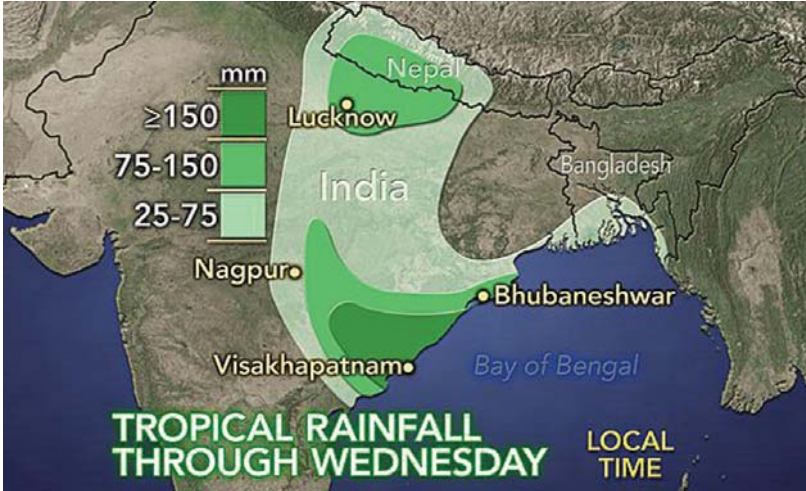 mm
≥150
75-150
25-75
Nepal
Lucknow
India
Bangladesh
Nagpur
Bhubaneshwar
Visakhapatnam
Bay of Bengal
TROPICAL RAINFALL
THROUGH WEDNESDAY
LOCAL
TIME